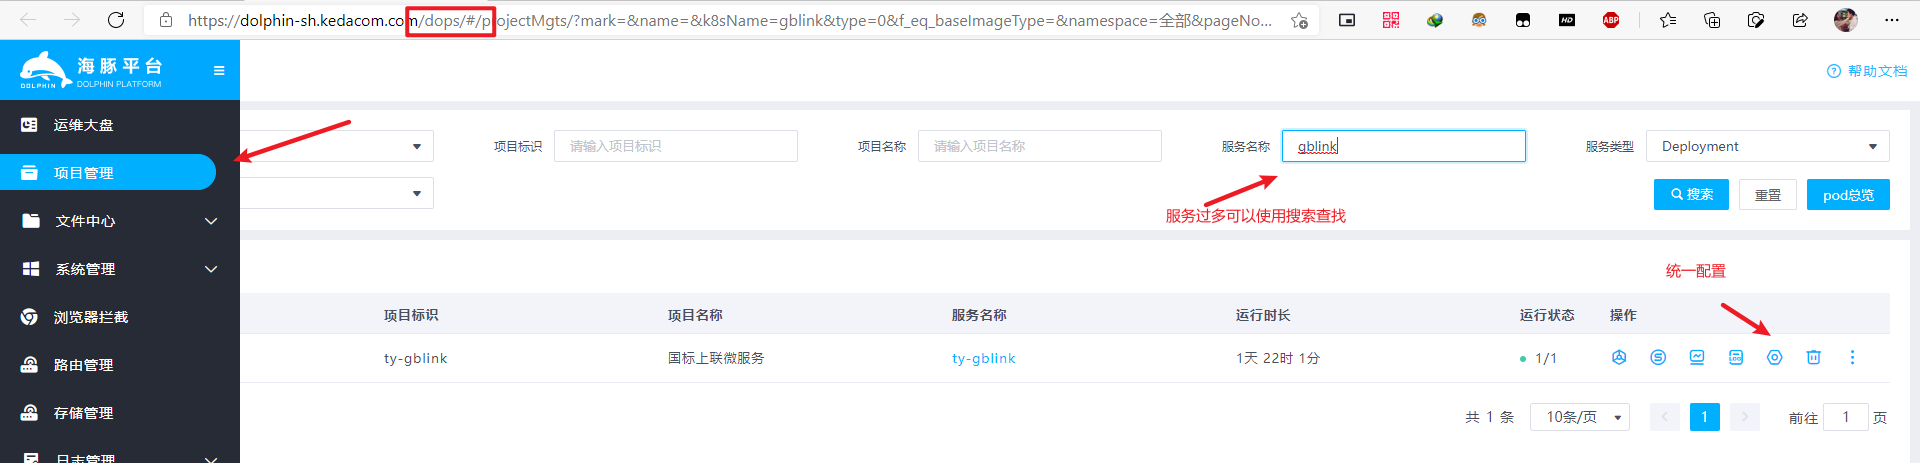 https://dolphin-sh.kedacom.com/dops/#/projectMgts/?mark=&name=&k8sName=gblink&type=0&f_eq_baseImageType=&namespace=全部&pageNo...
海豚平台
DOLPHIN PLATFORM
DOLPHIN
帮助文档
运维大盘
项目管理
文件中心
系统管理
浏览器拦截
路由管理
存储管理
日志管理
项目标识 请输入项目标识 项目名称 请输入项目名称 服务名称 gblink 服务类型 Deployment
搜索 重置 pod总览
服务过多可以使用搜索查找
统一配置
项目标识 项目名称 服务名称 运行时长 运行状态 操作
ty-gblink 国标上联微服务 ty-gblink 1天 22时 1分 1/1
LOG
共 1 条 10条/页 1 前往 1 页
HD
ABP